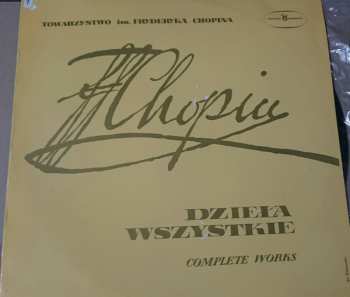 TOWARZYSTWO im. FRYDERYKA CHOPINA
FChopin
DZIEŁA
WSZYSTKIE
COMPLETE WORKS